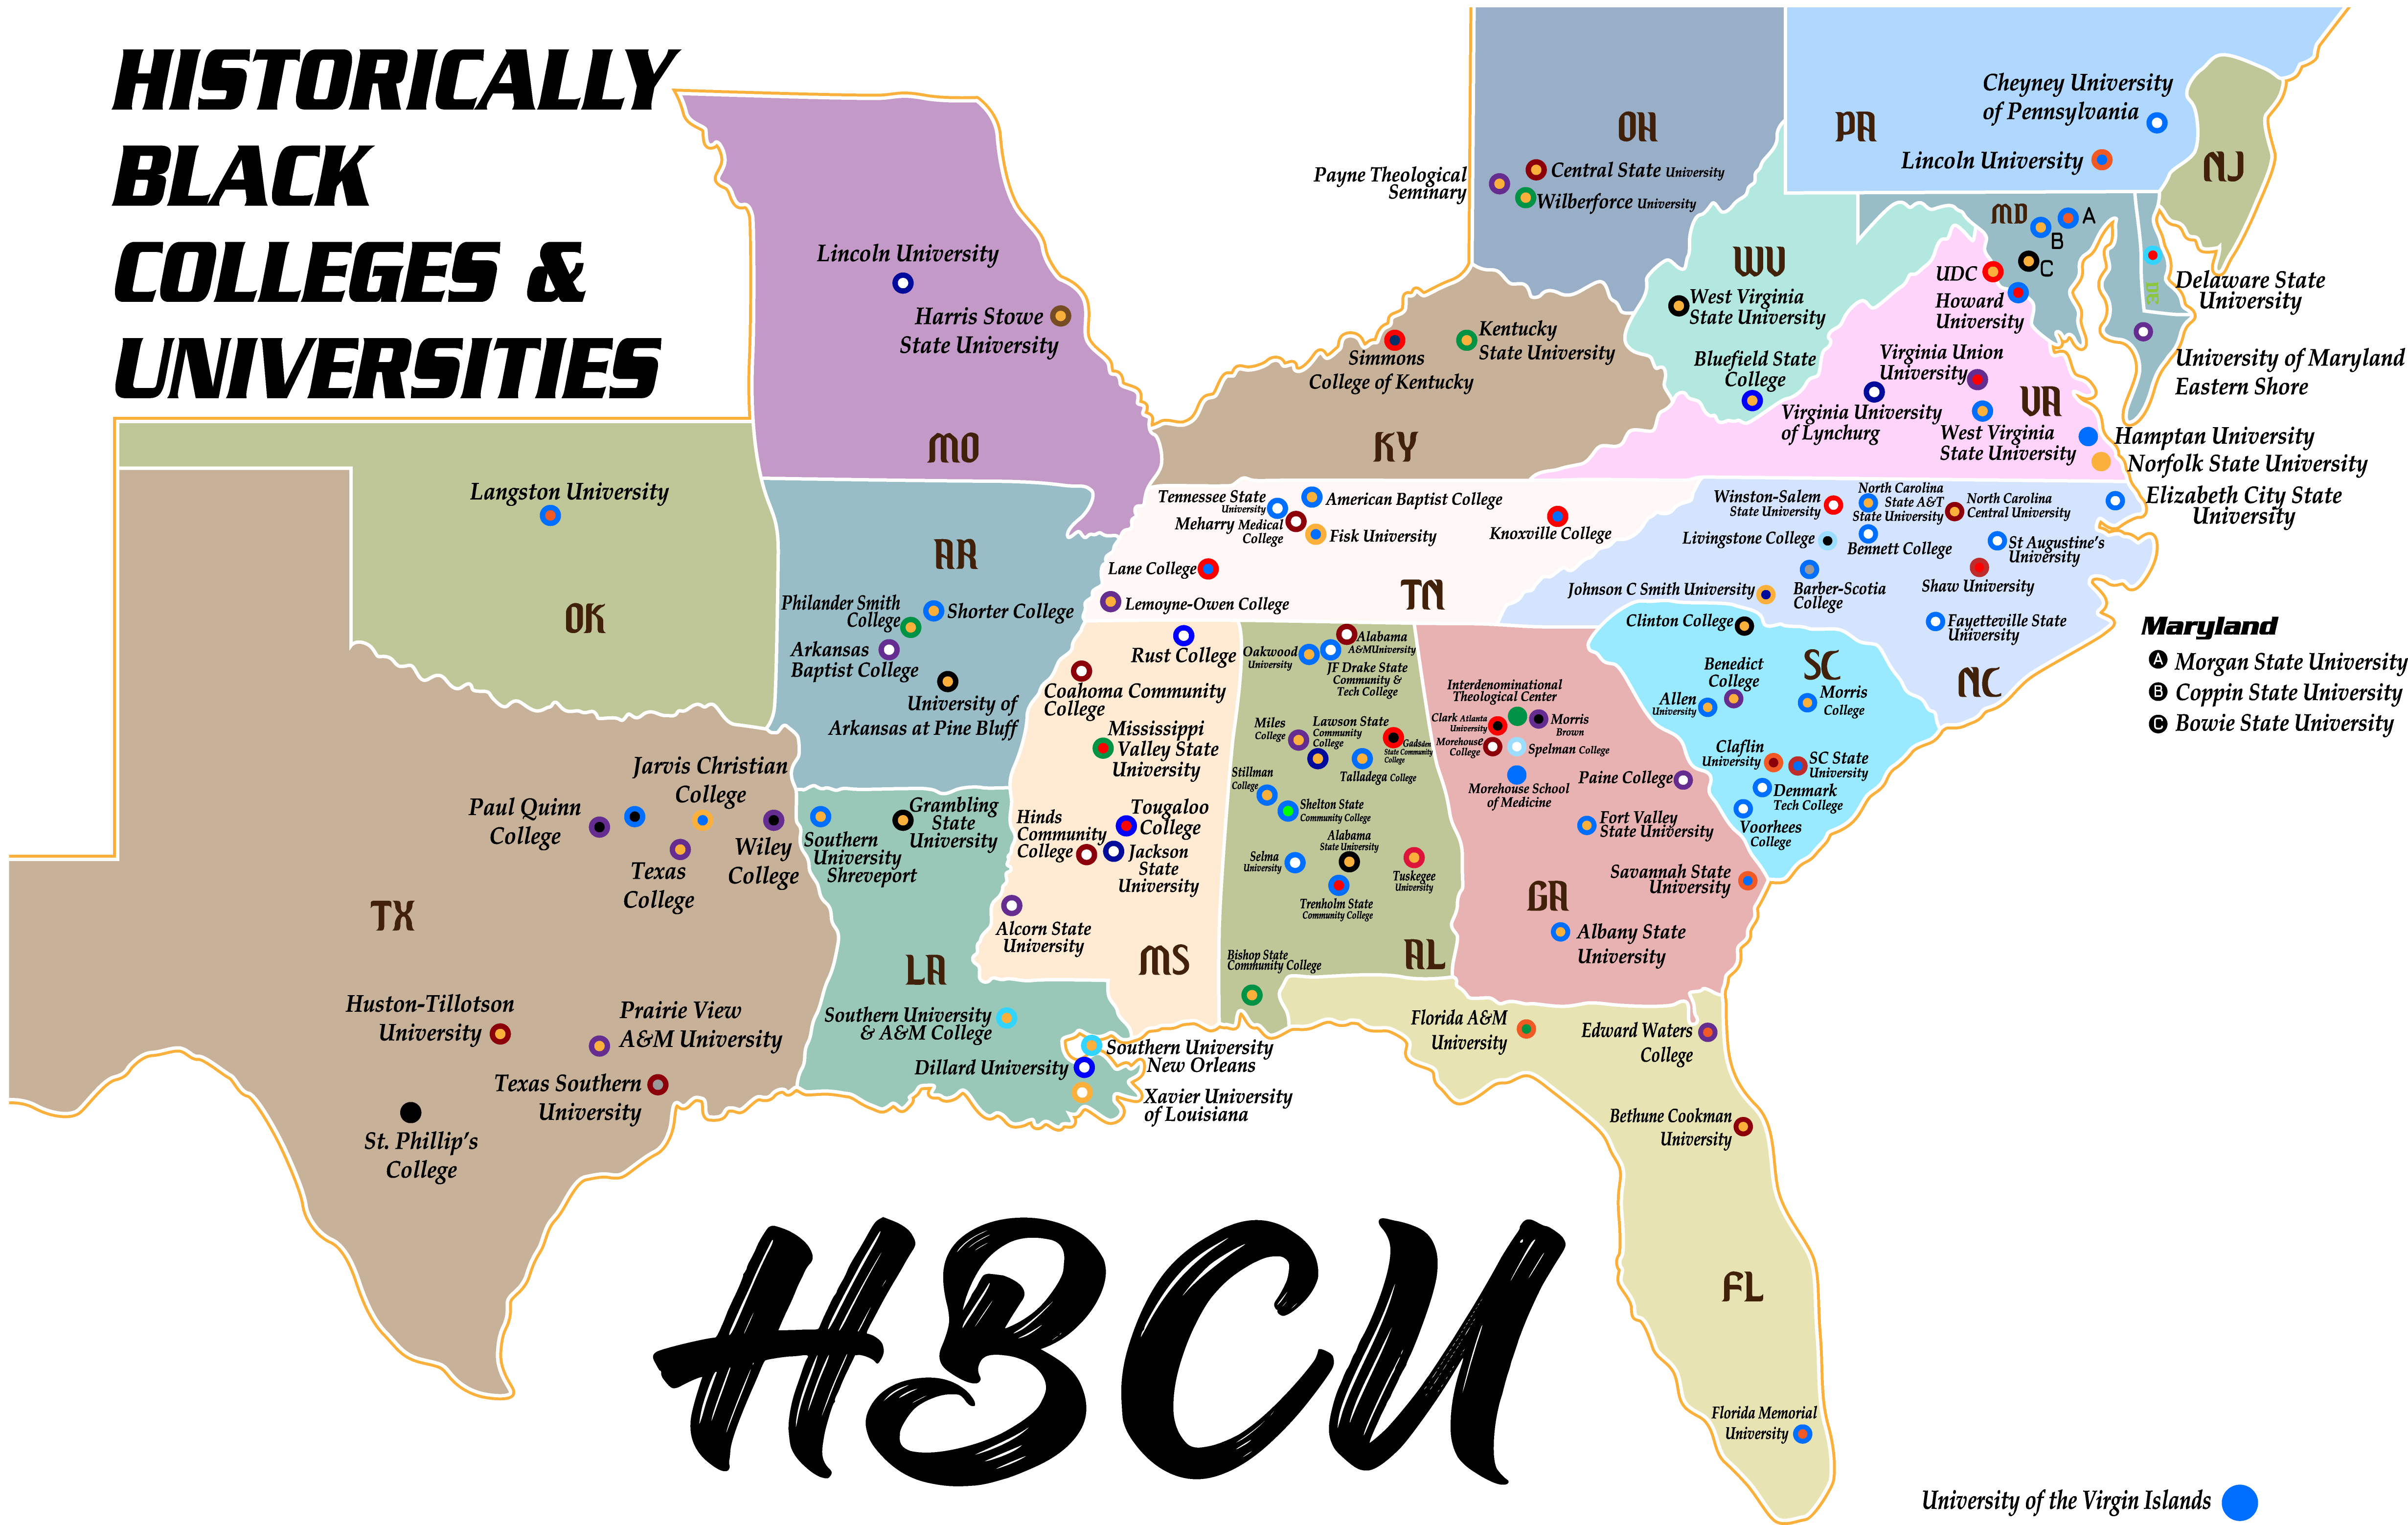 HISTORICALLY
BLACK
COLLEGES &
UNIVERSITIES
OH
PA
Cheyney University
of Pennsylvania
Lincoln University
NJ
Payne Theological
Seminary
Central State University
Wilberforce University
MD
A
B
C
UDC
Howard
University
DE
Delaware State
University
University of Maryland
Eastern Shore
WV
West Virginia
State University
Bluefield State
College
Virginia Union
University
Virginia University
of Lynchurg
VA
West Virginia
State University
Hamptan University
Norfolk State University
Elizabeth City State
University
Lincoln University
Harris Stowe
State University
MO
Simmons
College of Kentucky
Kentucky
State University
KY
Langston University
OK
AR
Philander Smith
College
Shorter College
Arkansas
Baptist College
University of
Arkansas at Pine Bluff
Tennessee State
University
American Baptist College
Meharry Medical
College
Fisk University
Knoxville College
Lane College
Lemoyne-Owen College
TN
Winston-Salem
State University
North Carolina
State A&T
State University
North Carolina
Central University
Livingstone College
Bennett College
St Augustine's
University
Shaw University
Johnson C Smith University
Barber-Scotia
College
Fayetteville State
University
NC
Maryland
A Morgan State University
B Coppin State University
C Bowie State University
Clinton College
SC
Benedict
College
Allen
University
Morris
College
Claflin
University
SC State
University
Denmark
Tech College
Voorhees
College
Rust College
Coahoma Community
College
Mississippi
Valley State
University
Hinds
Community
College
Tougaloo
College
Jackson
State
University
Alcorn State
University
MS
Oakwood
University
Alabama
A&MUniversity
JF Drake State
Community &
Tech College
Miles
College
Lawson State
Community
College
Gadsden
State Community
College
Talladega College
Stillman
College
Shelton State
Community College
Alabama
State University
Selma
University
Tuskegee
University
Trenholm State
Community College
Bishop State
Community College
AL
Interdenominational
Theological Center
Clark Atlanta
University
Morris
Brown
Morehouse
College
Spelman College
Morehouse School
of Medicine
Paine College
Fort Valley
State University
Savannah State
University
GA
Albany State
University
Jarvis Christian
College
Paul Quinn
College
Texas
College
Wiley
College
TX
Huston-Tillotson
University
Prairie View
A&M University
Texas Southern
University
St. Phillip's
College
Southern
University
Shreveport
Grambling
State
University
LA
Southern University
& A&M College
Southern University
New Orleans
Dillard University
Xavier University
of Louisiana
Florida A&M
University
Edward Waters
College
Bethune Cookman
University
FL
Florida Memorial
University
HBCU
University of the Virgin Islands